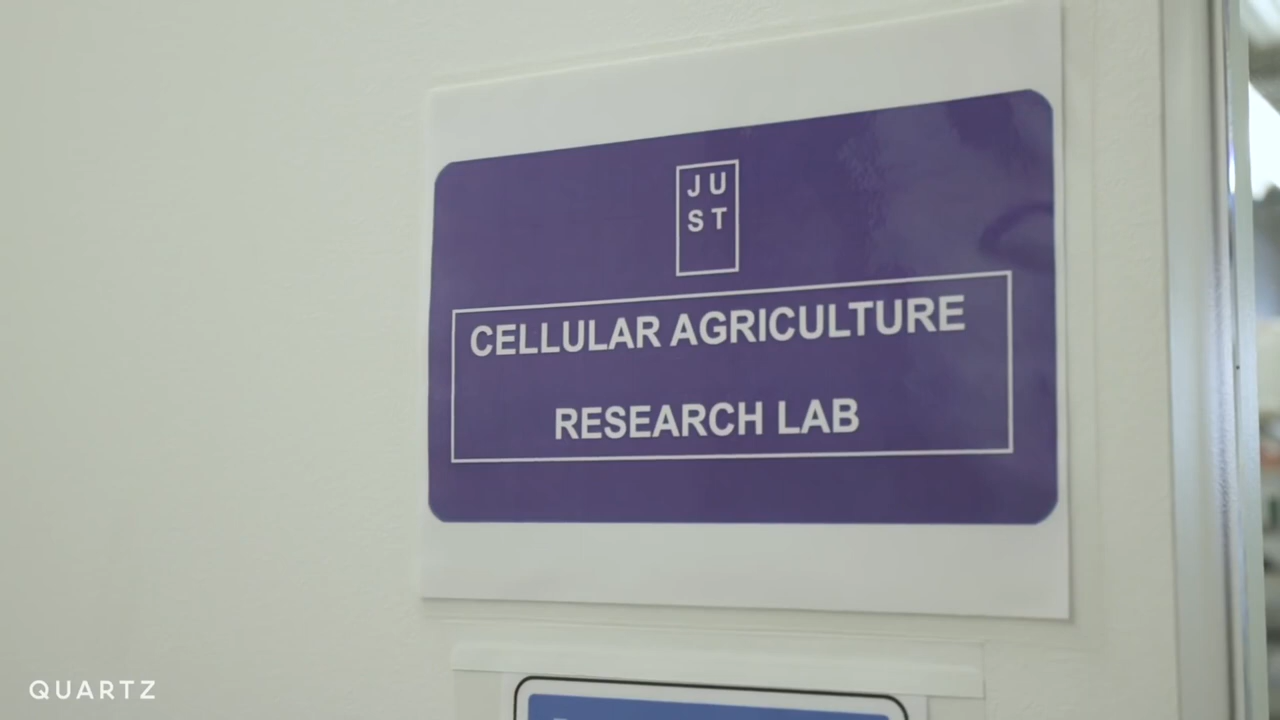 JU
ST
CELLULAR AGRICULTURE
RESEARCH LAB
QUARTZ